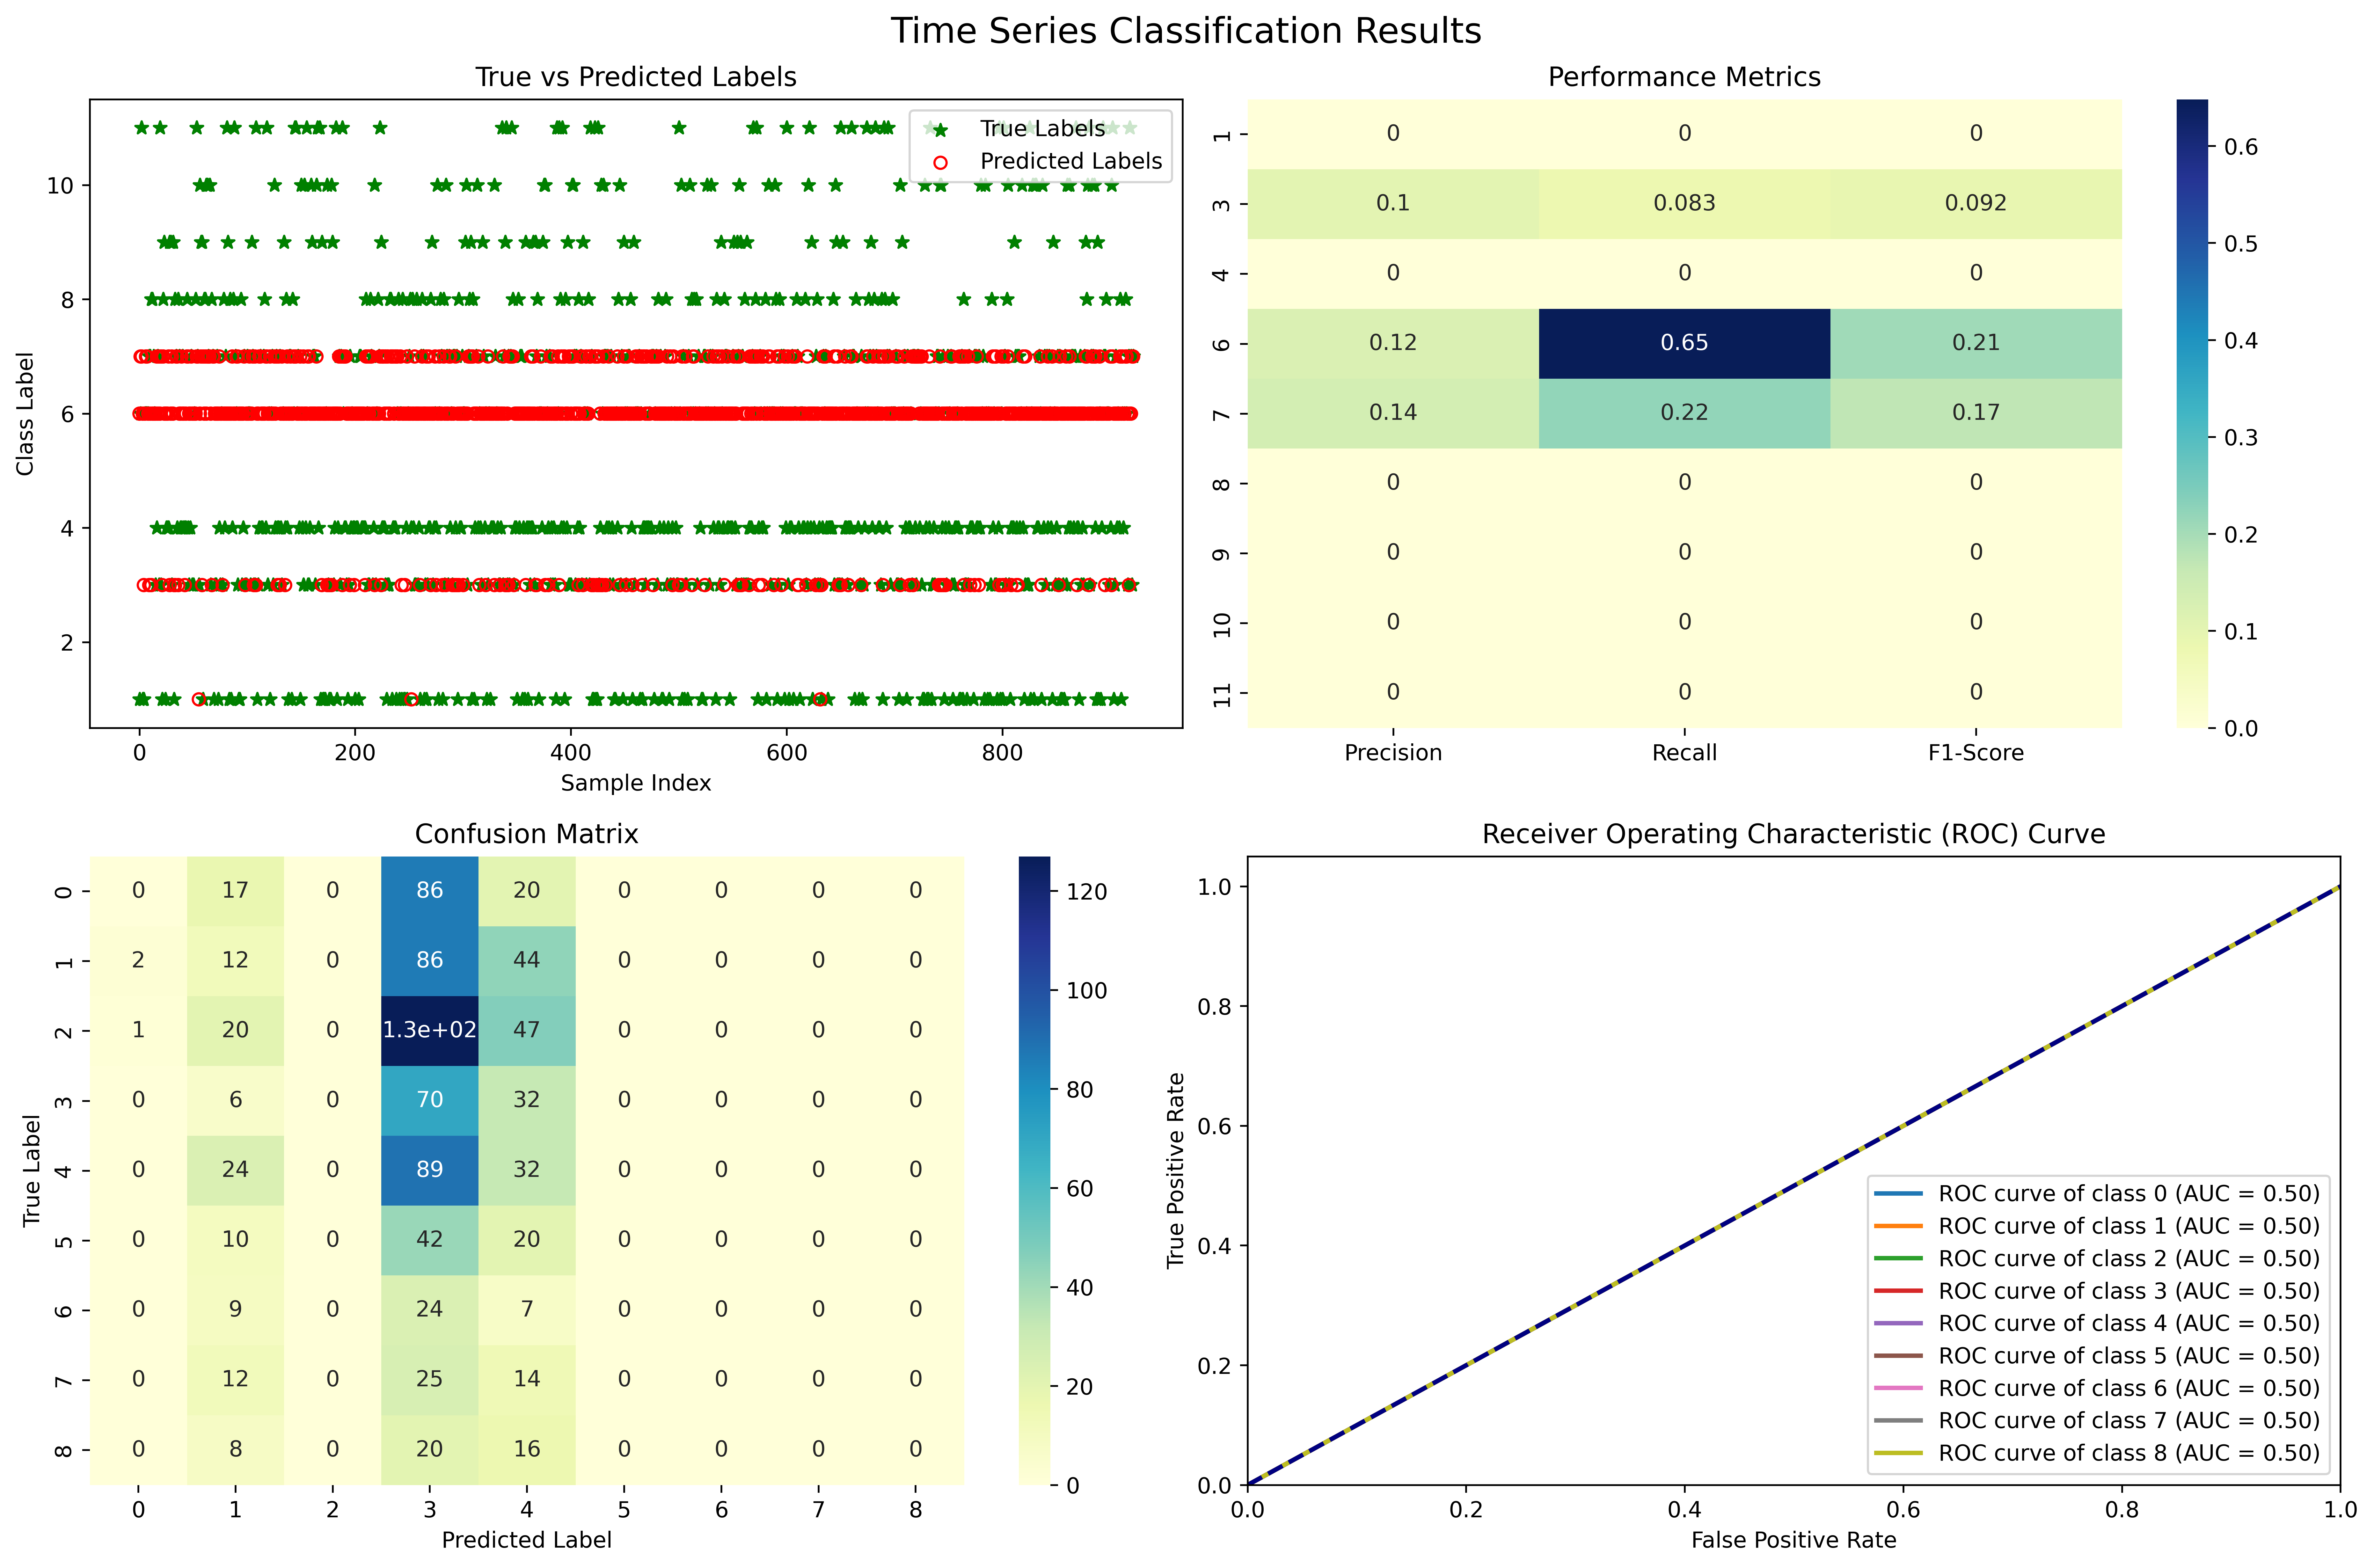 Time Series Classification Results
True vs Predicted Labels
True Labels
Predicted Labels
10
8
6
4
2
Class Label
0 200 400 600 800
Sample Index
Performance Metrics
1 0 0 0
3 0.1 0.083 0.092
4 0 0 0
6 0.12 0.65 0.21
7 0.14 0.22 0.17
8 0 0 0
9 0 0 0
10 0 0 0
11 0 0 0
Precision Recall F1-Score
0.6
0.5
0.4
0.3
0.2
0.1
0.0
Confusion Matrix
True Label
0 0 17 0 86 20 0 0 0 0
1 2 12 0 86 44 0 0 0 0
2 1 20 0 1.3e+02 47 0 0 0 0
3 0 6 0 70 32 0 0 0 0
4 0 24 0 89 32 0 0 0 0
5 0 10 0 42 20 0 0 0 0
6 0 9 0 24 7 0 0 0 0
7 0 12 0 25 14 0 0 0 0
8 0 8 0 20 16 0 0 0 0
0 1 2 3 4 5 6 7 8
Predicted Label
120
100
80
60
40
20
0
Receiver Operating Characteristic (ROC) Curve
True Positive Rate
1.0
0.8
0.6
0.4
0.2
0.0
ROC curve of class 0 (AUC = 0.50)
ROC curve of class 1 (AUC = 0.50)
ROC curve of class 2 (AUC = 0.50)
ROC curve of class 3 (AUC = 0.50)
ROC curve of class 4 (AUC = 0.50)
ROC curve of class 5 (AUC = 0.50)
ROC curve of class 6 (AUC = 0.50)
ROC curve of class 7 (AUC = 0.50)
ROC curve of class 8 (AUC = 0.50)
0.0 0.2 0.4 0.6 0.8 1.0
False Positive Rate